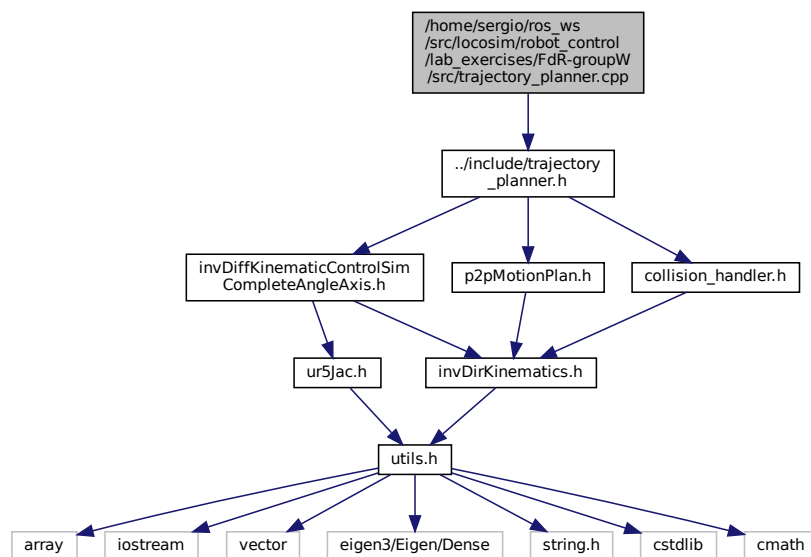 /home/sergio/ros_ws
/src/locosim/robot_control
/lab_exercises/FdR-groupW
/src/trajectory_planner.cpp
../include/trajectory
_planner.h
invDiffKinematicControlSim
CompleteAngleAxis.h
p2pMotionPlan.h
collision_handler.h
ur5Jac.h
invDirKinematics.h
utils.h
array
iostream
vector
eigen3/Eigen/Dense
string.h
cstdlib
cmath